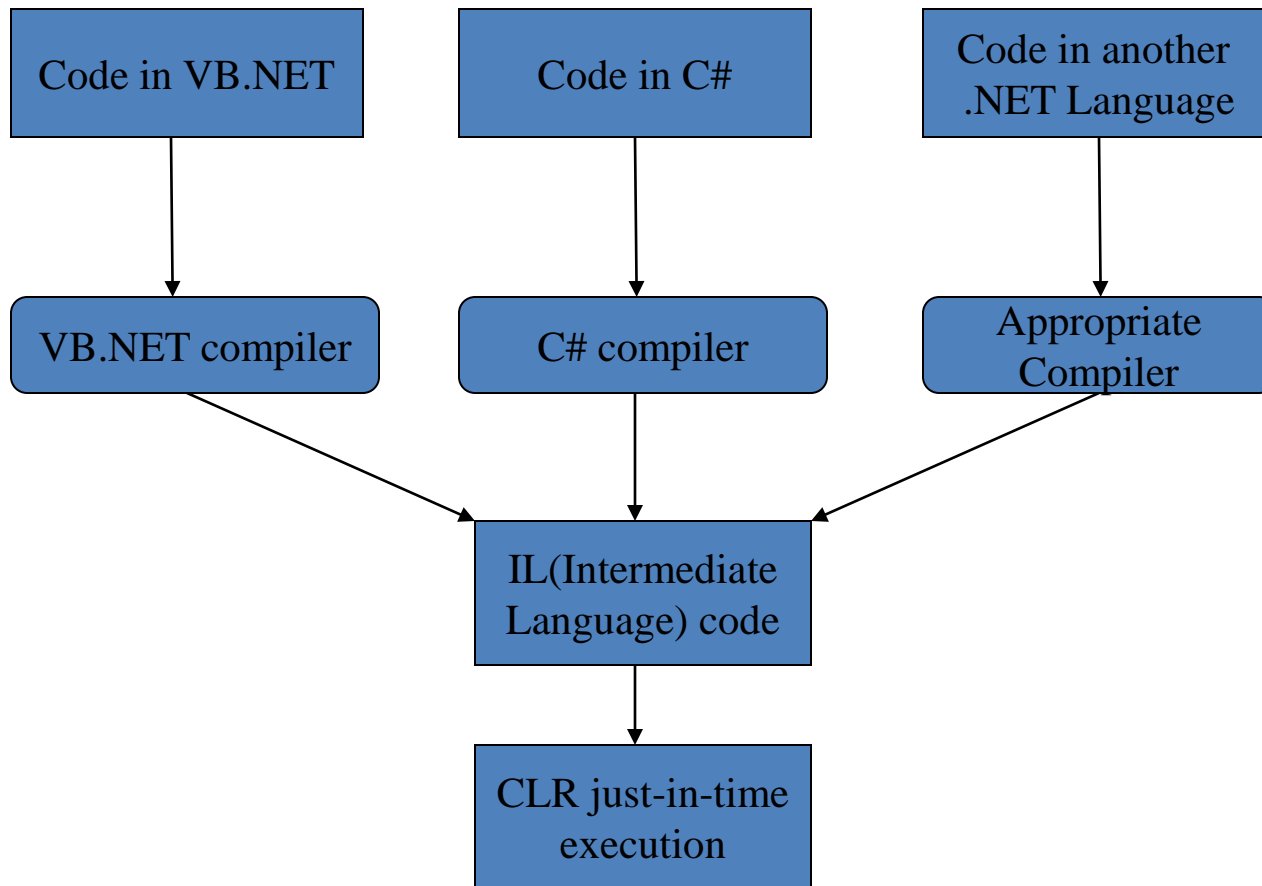 Code in VB.NET
Code in C#
Code in another
.NET Language
VB.NET compiler
C# compiler
Appropriate
Compiler
IL(Intermediate
Language) code
CLR just-in-time
execution